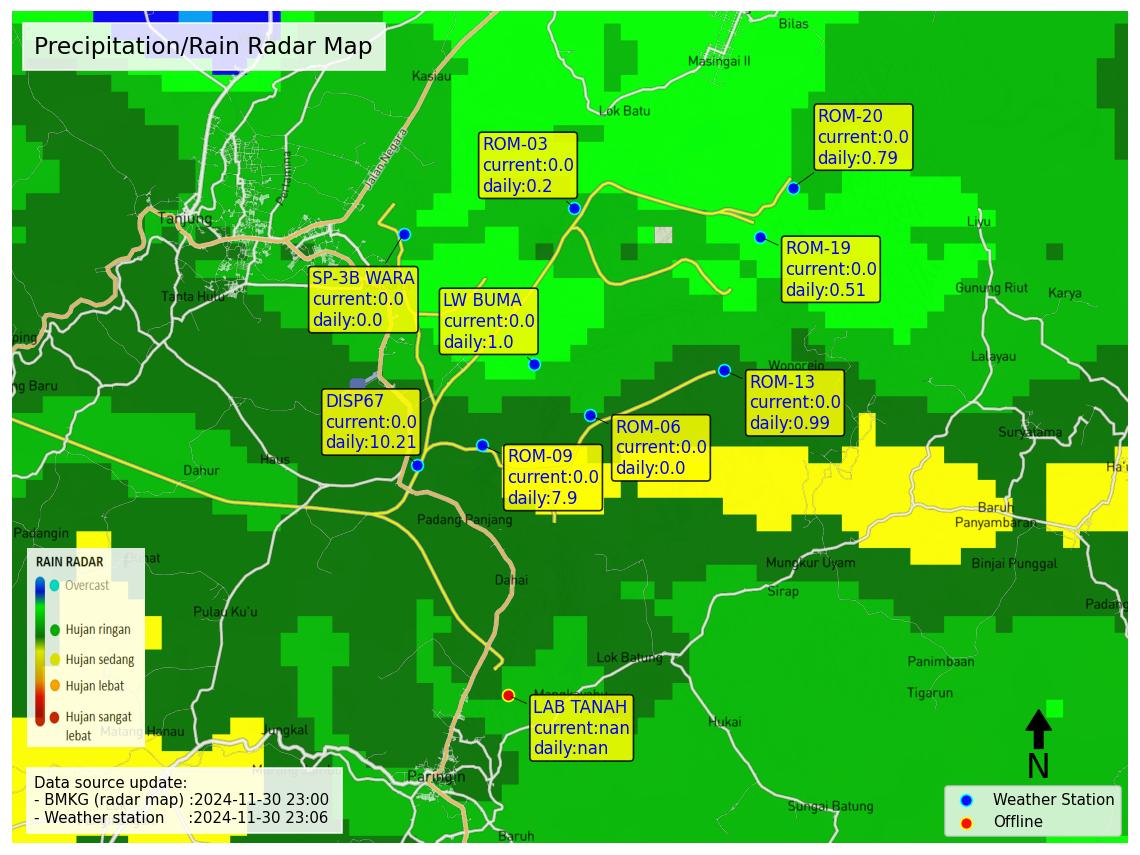 Precipitation/Rain Radar Map
Bilas
Masingai II
Kasiau
Lok Batu
Jalan Negara
Pertamina
Tanjung
Tanta Hulu
ROM-03
current:0.0
daily:0.2
ROM-20
current:0.0
daily:0.79
Liyu
ROM-19
current:0.0
daily:0.51
SP-3B WARA
current:0.0
daily:0.0
LW BUMA
current:0.0
daily:1.0
Gunung Riut
Karya
ping
Lalayau
Wonorejo
ng Baru
ROM-13
current:0.0
daily:0.99
DISP67
current:0.0
daily:10.21
ROM-06
current:0.0
daily:0.0
Suryatama
ROM-09
current:0.0
daily:7.9
Haus
Dahur
Ha'u
Baruh
Panyambaran
Padang Panjang
Padangin
Mungkur Uyam
Binjai Punggal
Dahai
Sirap
Padang
Pulau Ku'u
RAIN RADAR
Overcast
Hujan ringan
Hujan sedang
Hujan lebat
Hujan sangat
lebat
Lok Batung
Panimbaan
Tigarun
LAB TANAH
current:nan
daily:nan
Hukai
Matang Hanau
Jungkal
Paringin
Sungai Batung
Baruh
Data source update:
- BMKG (radar map) :2024-11-30 23:00
- Weather station :2024-11-30 23:06
N
Weather Station
Offline